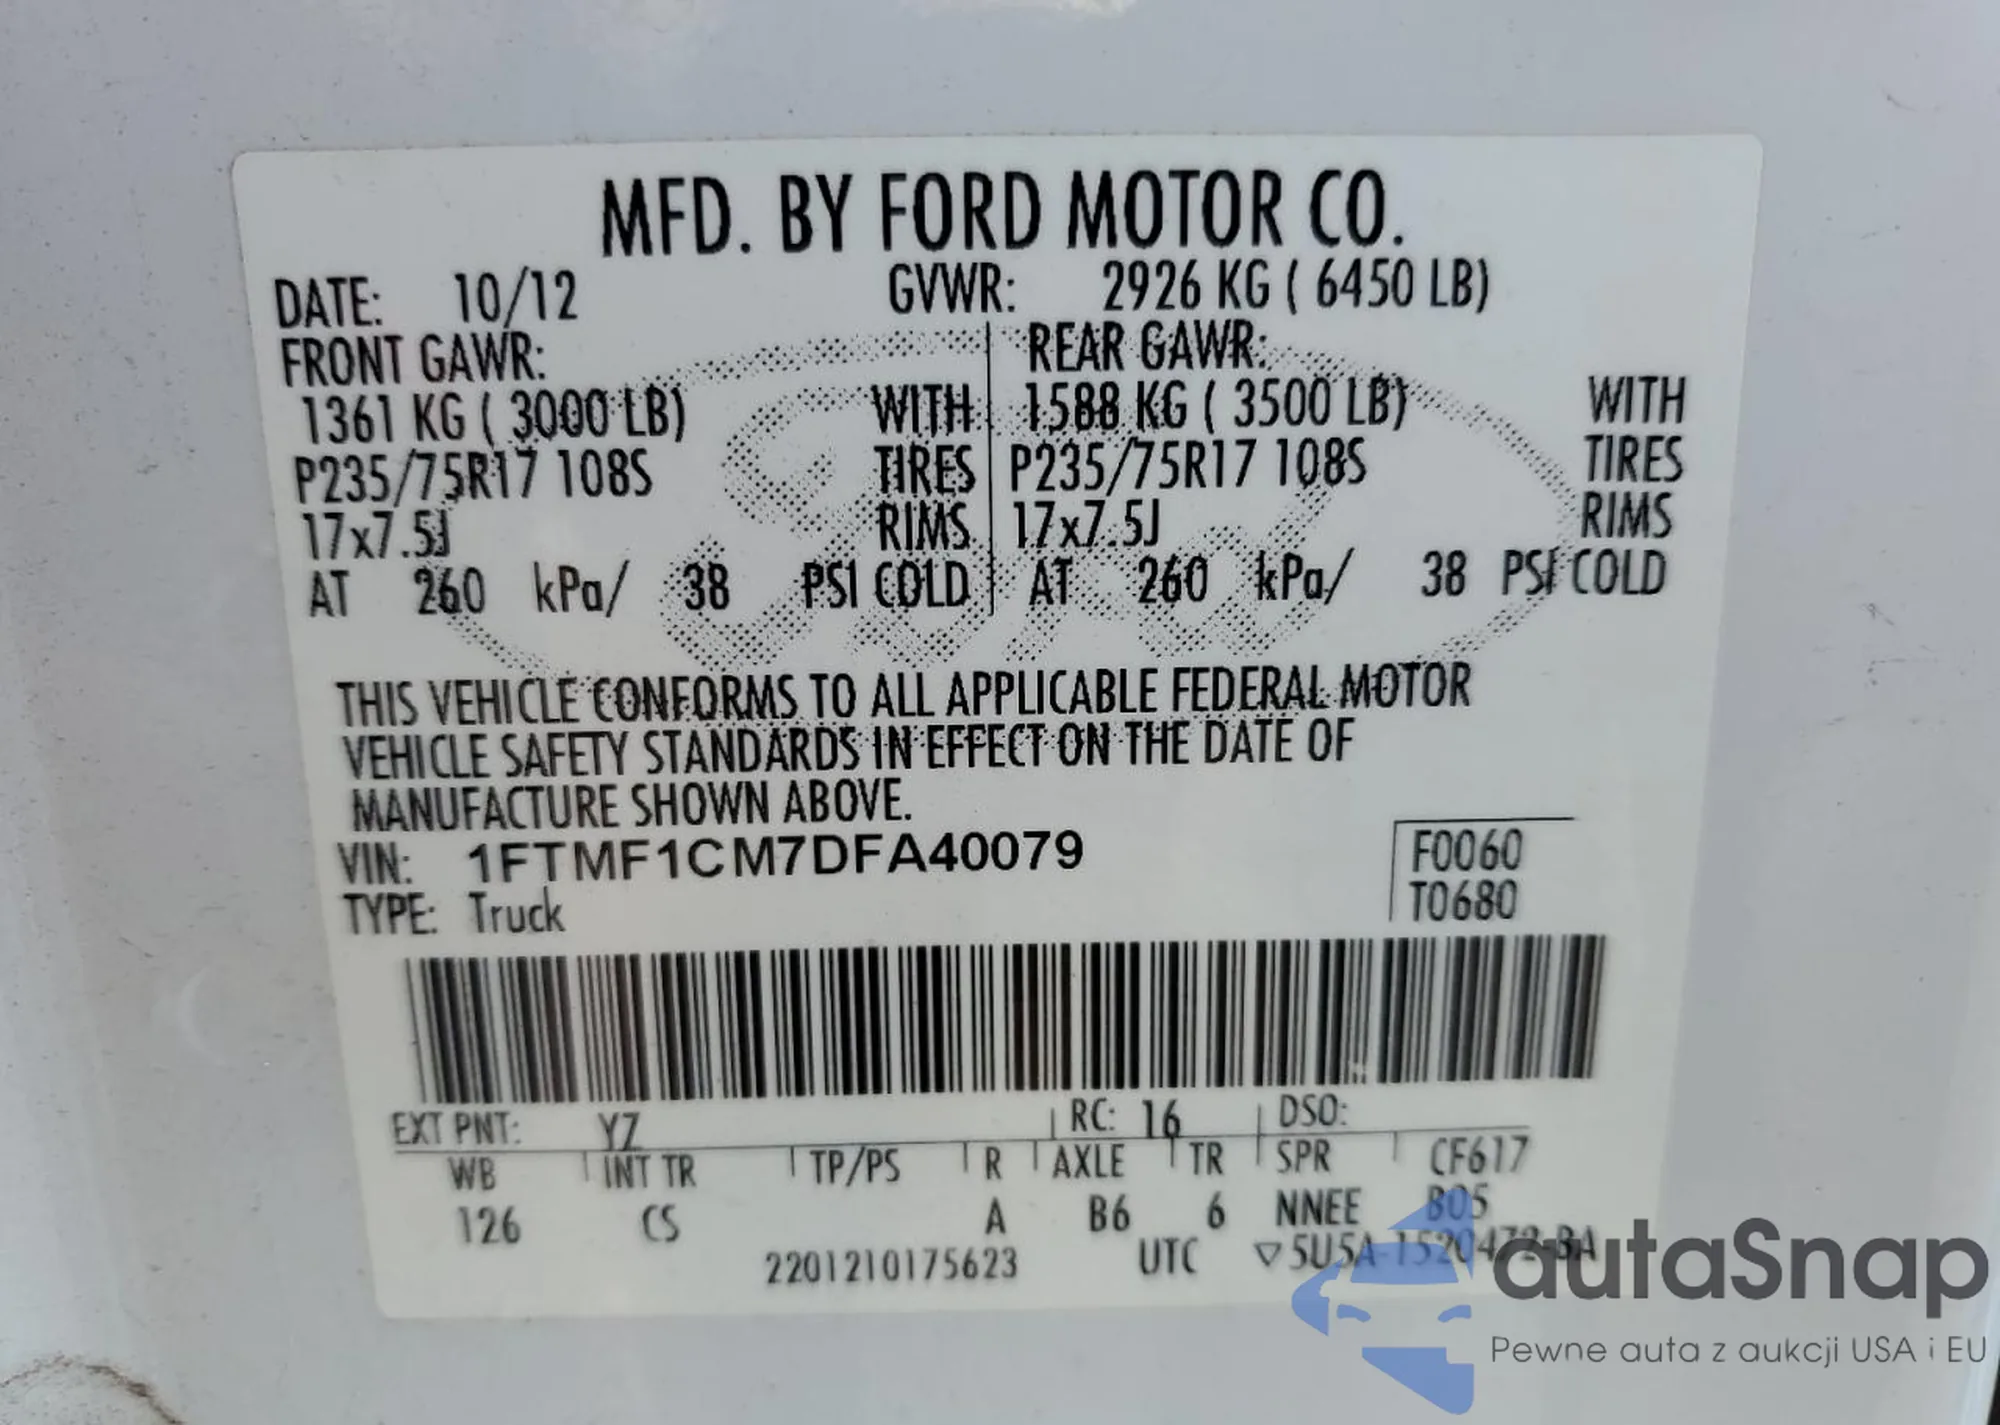 MFD. BY FORD MOTOR CO.
DATE: 10/12 GVWR: 2926 KG ( 6450 LB)
FRONT GAWR: REAR GAWR:
1361 KG ( 3000 LB) WITH 1588 KG ( 3500 LB) WITH
P235/75R17 108S TIRES P235/75R17 108S TIRES
17x7.5J RIMS 17x7.5J RIMS
AT 260 kPa/ 38 PSI COLD AT 260 kPa/ 38 PSI COLD
THIS VEHICLE CONFORMS TO ALL APPLICABLE FEDERAL MOTOR
VEHICLE SAFETY STANDARDS IN EFFECT ON THE DATE OF
MANUFACTURE SHOWN ABOVE.
VIN: 1FTMF1CM7DFA40079 F0060
TYPE: Truck T0680
EXT PNT: YZ RC: 16 DSO:
WB INT TR TP/PS R AXLE TR SPR CF617
126 CS A B6 6 NNEE B05
2201210175623 UTC ▽5U5A-1520472-BA
autaSnap
Pewne auta z aukcji USA i EU